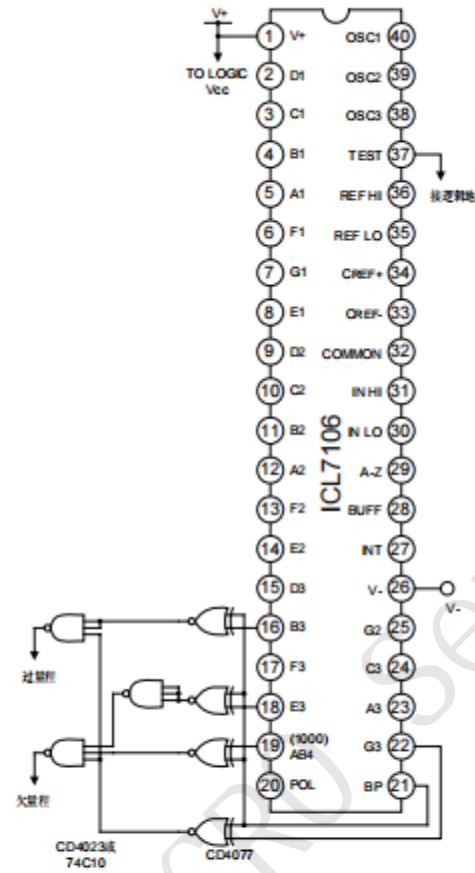 V+
TO LOGIC
Vcc
1 V+ OSC1 40
2 D1 OSC2 39
3 C1 OSC3 38
4 B1 TEST 37
接逻辑地
5 A1 REF HI 36
6 F1 REF LO 35
7 G1 CREF+ 34
8 E1 CREF- 33
9 D2 COMMON 32
10 C2 IN HI 31
11 B2 IN LO 30
12 A2 A-Z 29
13 F2 BUFF 28
14 E2 INT 27
15 D3 V- 26
V-
16 B3 G2 25
17 F3 C3 24
18 E3 A3 23
19 (1000) AB4 G3 22
20 POL BP 21
ICL7106
过量程
欠量程
CD4023或
74C10
CD4077